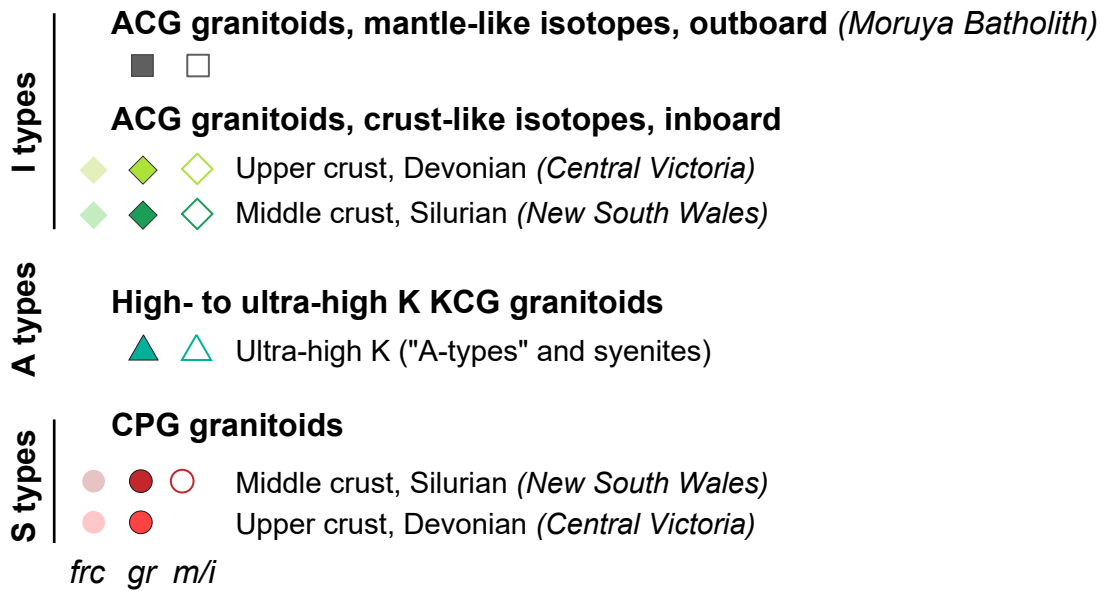 I types
ACG granitoids, mantle-like isotopes, outboard (Moruya Batholith)
ACG granitoids, crust-like isotopes, inboard
Upper crust, Devonian (Central Victoria)
Middle crust, Silurian (New South Wales)
A types
High- to ultra-high K KCG granitoids
Ultra-high K ("A-types" and syenites)
S types
CPG granitoids
Middle crust, Silurian (New South Wales)
Upper crust, Devonian (Central Victoria)
frc gr m/i